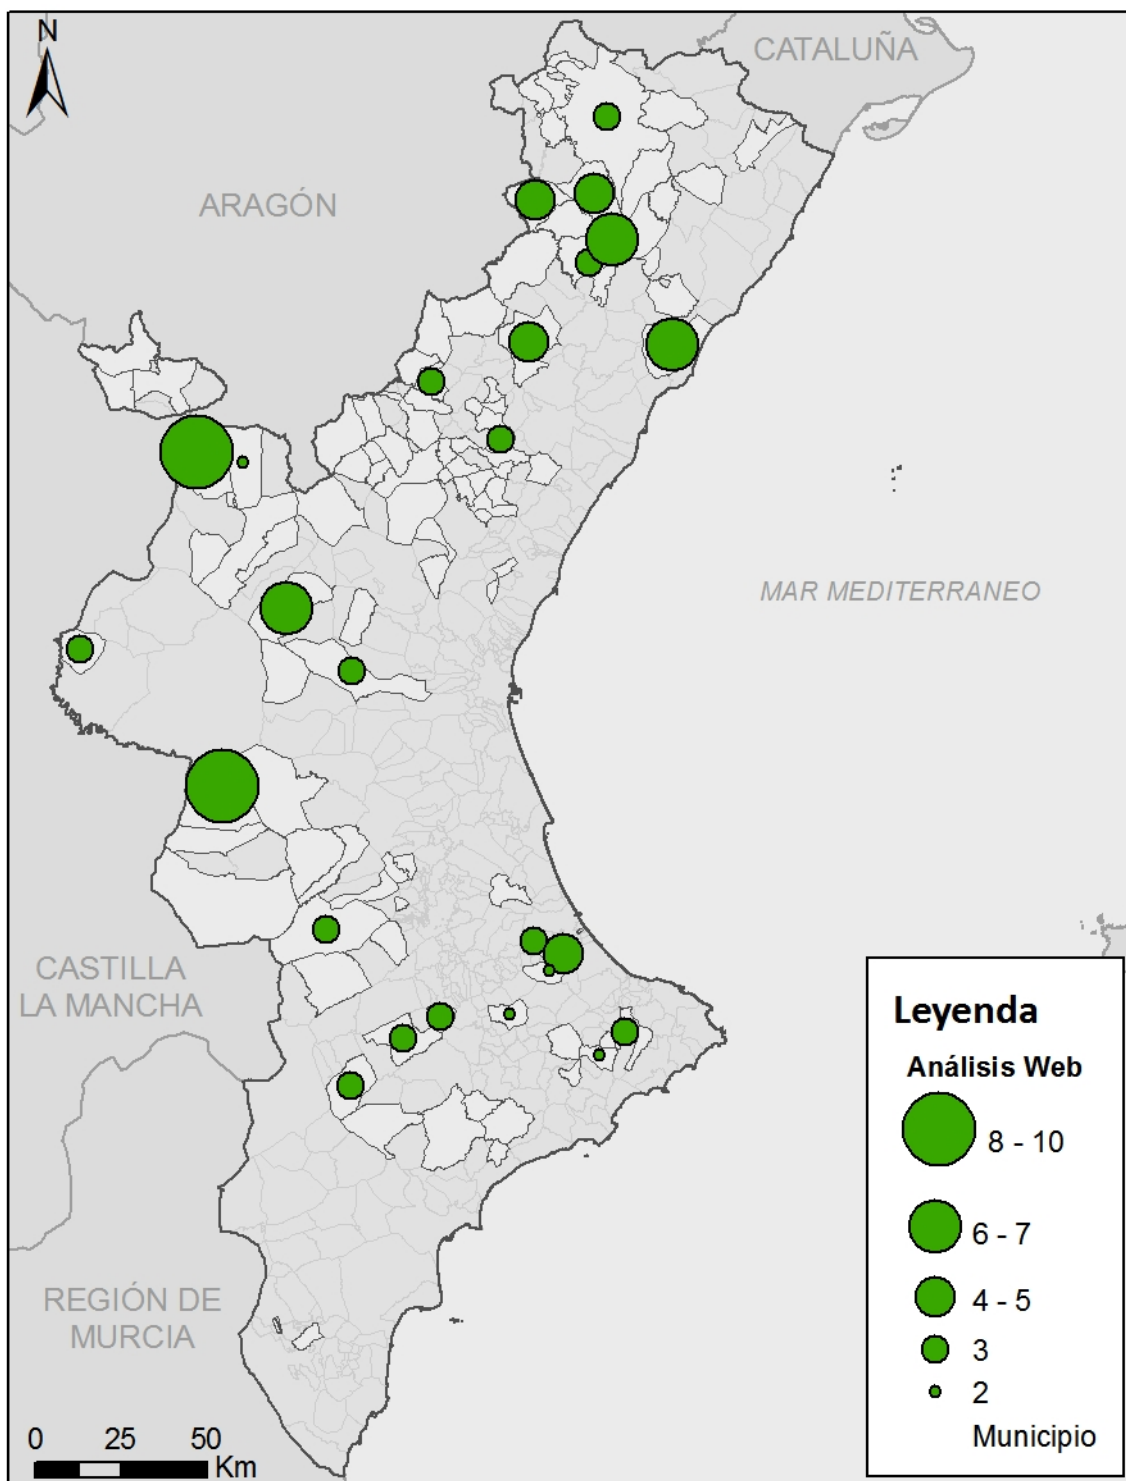 N
CATALUÑA
ARAGÓN
MAR MEDITERRANEO
CASTILLA
LA MANCHA
REGIÓN DE
MURCIA
0 25 50
Km
Leyenda
Análisis Web
8 - 10
6 - 7
4 - 5
3
2
Municipio